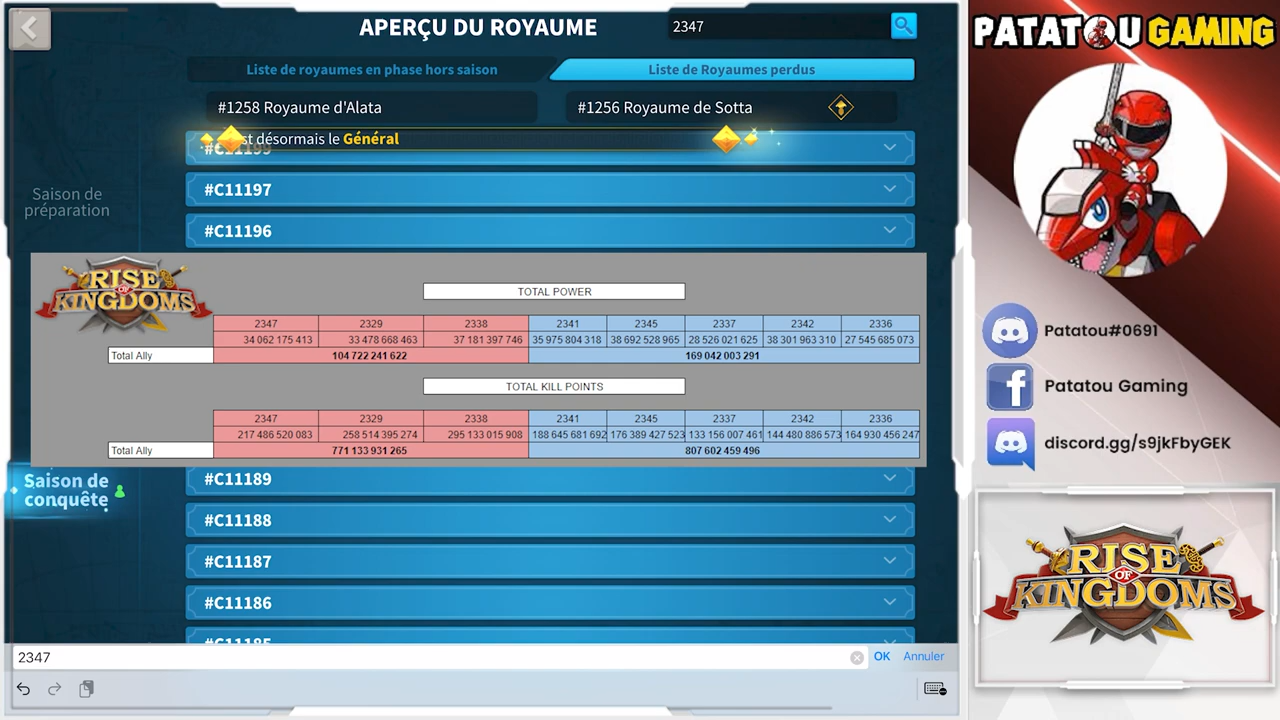 APERÇU DU ROYAUME
2347
Liste de royaumes en phase hors saison
Liste de Royaumes perdus
#1258 Royaume d'Alata
#1256 Royaume de Sotta
st désormais le Général
#C11197
#C11196
Saison de
préparation
RISE
OF
KINGDOMS
TOTAL POWER
2347 2329 2338 2341 2345 2337 2342 2336
34 062 175 413 33 478 668 463 37 181 397 746 35 975 804 318 38 692 528 965 28 526 021 625 38 301 963 310 27 545 685 073
Total Ally 104 722 241 622 169 042 003 291
TOTAL KILL POINTS
2347 2329 2338 2341 2345 2337 2342 2336
217 486 520 083 258 514 395 274 295 133 015 908 188 645 681 692 176 389 427 523 133 156 007 461 144 480 886 573 164 930 456 247
Total Ally 771 133 931 265 807 602 459 496
Saison de
conquête
#C11189
#C11188
#C11187
#C11186
2347
OK
Annuler
PATATOU GAMING
Patatou#0691
Patatou Gaming
discord.gg/s9jkFbyGEK
RISE
OF
KINGDOMS